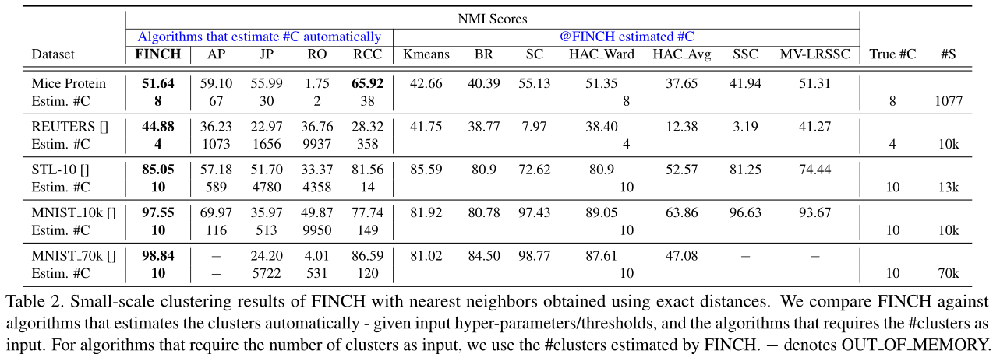 NMI Scores
Algorithms that estimate #C automatically @FINCH estimated #C
Dataset FINCH AP JP RO RCC Kmeans BR SC HAC_Ward HAC_Avg SSC MV-LRSSC True #C #S
Mice Protein 51.64 59.10 55.99 1.75 65.92 42.66 40.39 55.13 51.35 37.65 41.94 51.31
Estim. #C 8 67 30 2 38 8 8 1077
REUTERS [] 44.88 36.23 22.97 36.76 28.32 41.75 38.77 7.97 38.40 12.38 3.19 41.27
Estim. #C 4 1073 1656 9937 358 4 4 10k
STL-10 [] 85.05 57.18 51.70 33.37 81.56 85.59 80.9 72.62 80.9 52.57 81.25 74.44
Estim. #C 10 589 4780 4358 14 10 10 13k
MNIST_10k [] 97.55 69.97 35.97 49.87 77.74 81.92 80.78 97.43 89.05 63.86 96.63 93.67
Estim. #C 10 116 513 9950 149 10 10 10k
MNIST_70k [] 98.84 − 24.20 4.01 86.59 81.02 84.50 98.77 87.61 47.08 − −
Estim. #C 10 − 5722 531 120 10 10 70k
Table 2. Small-scale clustering results of FINCH with nearest neighbors obtained using exact distances. We compare FINCH against
algorithms that estimates the clusters automatically - given input hyper-parameters/thresholds, and the algorithms that requires the #clusters as
input. For algorithms that require the number of clusters as input, we use the #clusters estimated by FINCH. − denotes OUT_OF_MEMORY.